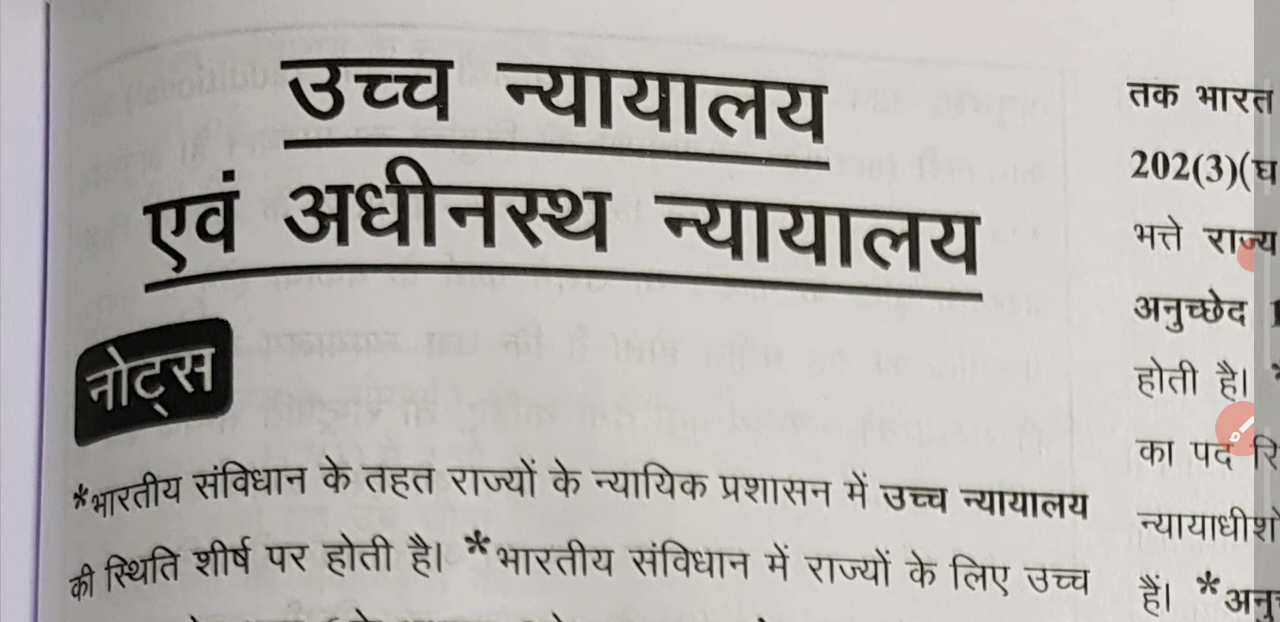 उच्च न्यायालय
एवं अधीनस्थ न्यायालय
नोट्स
*भारतीय संविधान के तहत राज्यों के न्यायिक प्रशासन में उच्च न्यायालय
की स्थिति शीर्ष पर होती है। *भारतीय संविधान में राज्यों के लिए उच्च
तक भारत
202(3)(घ
भत्ते राज्य
अनुच्छेद
होती है।
का पद
न्यायाधीशों
हैं। *